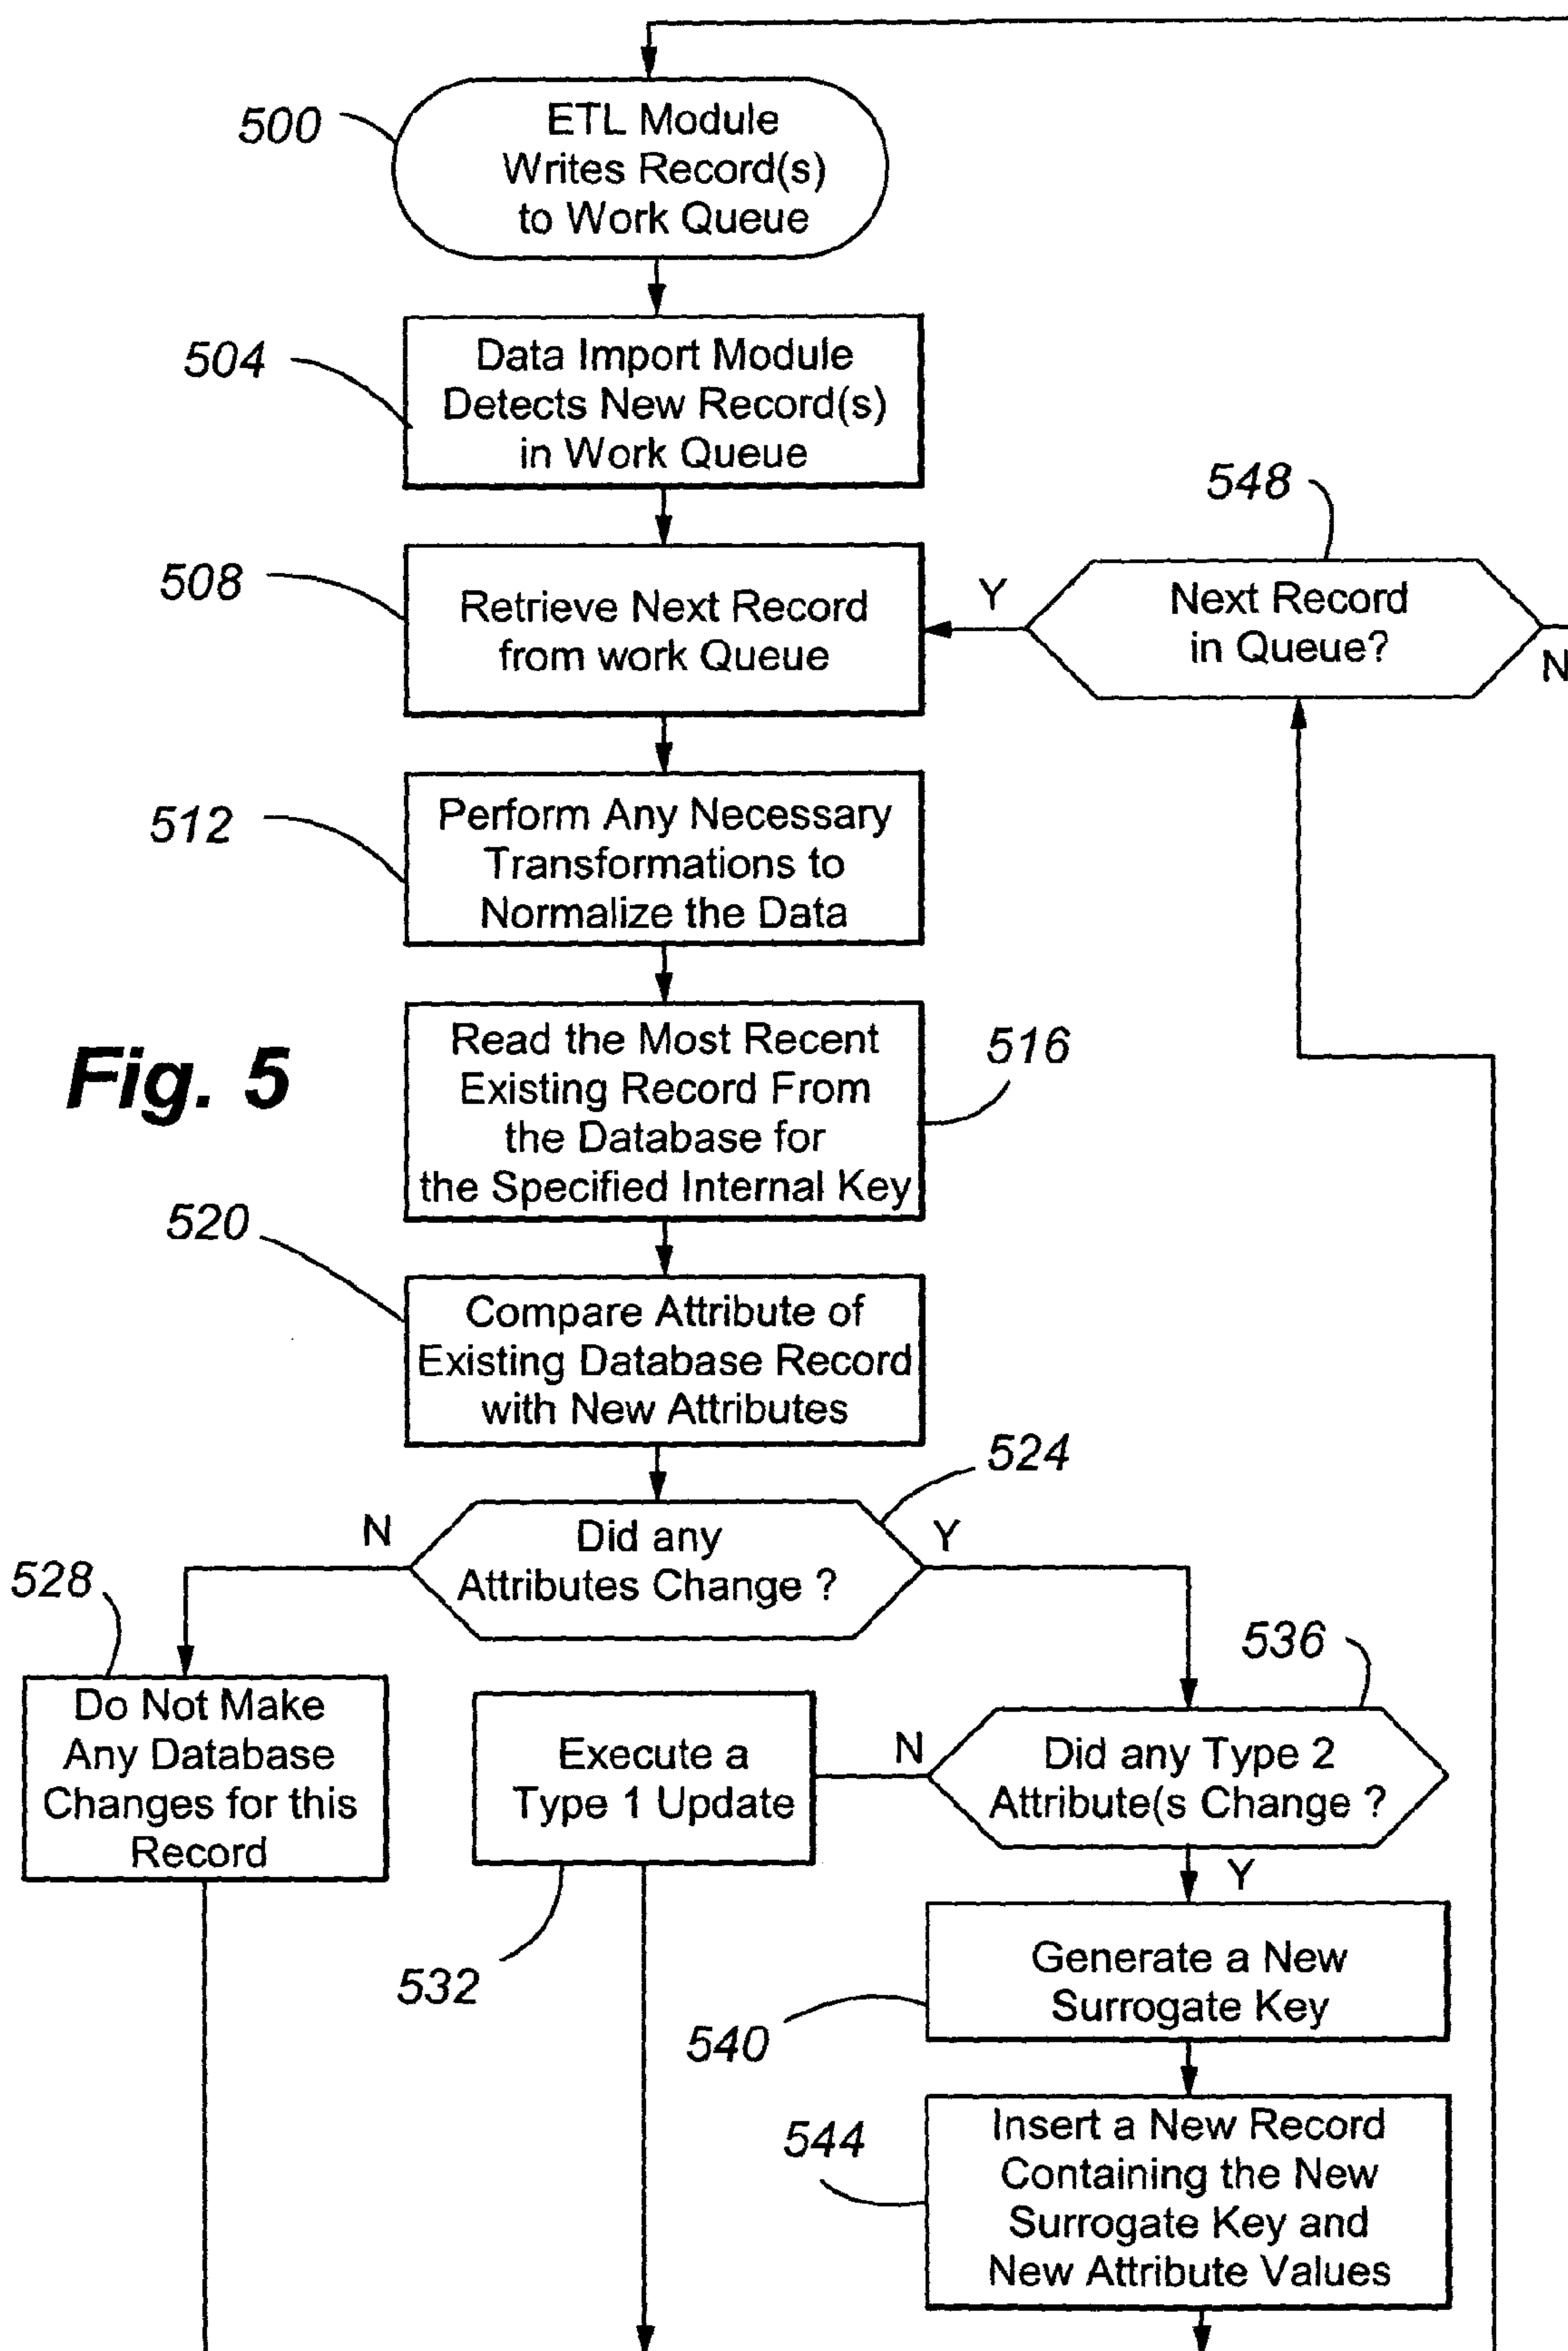 500
ETL Module
Writes Record(s)
to Work Queue
504
Data Import Module
Detects New Record(s)
in Work Queue
508
Retrieve Next Record
from work Queue
Y
548
Next Record
in Queue?
N
512
Perform Any Necessary
Transformations to
Normalize the Data
Fig. 5
Read the Most Recent
Existing Record From
the Database for
the Specified Internal Key
516
520
Compare Attribute of
Existing Database Record
with New Attributes
524
N
Did any
Attributes Change ?
Y
528
Do Not Make
Any Database
Changes for this
Record
Execute a
Type 1 Update
532
N
536
Did any Type 2
Attribute(s Change ?
Y
540
Generate a New
Surrogate Key
544
Insert a New Record
Containing the New
Surrogate Key and
New Attribute Values